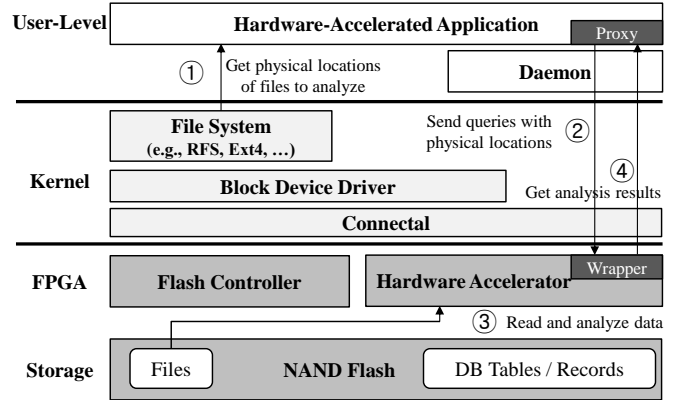 User-Level
Hardware-Accelerated Application
Proxy
① Get physical locations
of files to analyze
Daemon
File System
(e.g., RFS, Ext4, …)
Send queries with
physical locations
②
④
Kernel
Block Device Driver
Get analysis results
Connectal
FPGA
Flash Controller
Hardware Accelerator
Wrapper
③ Read and analyze data
Storage
Files
NAND Flash
DB Tables / Records